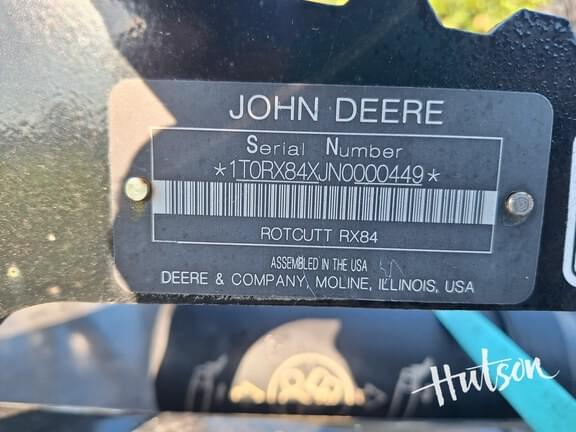 JOHN DEERE
Serial Number
*1T0RX84XJN0000449*
ROTCUTT RX84
ASSEMBLED IN THE USA
DEERE & COMPANY, MOLINE, ILLINOIS, USA
Hutson